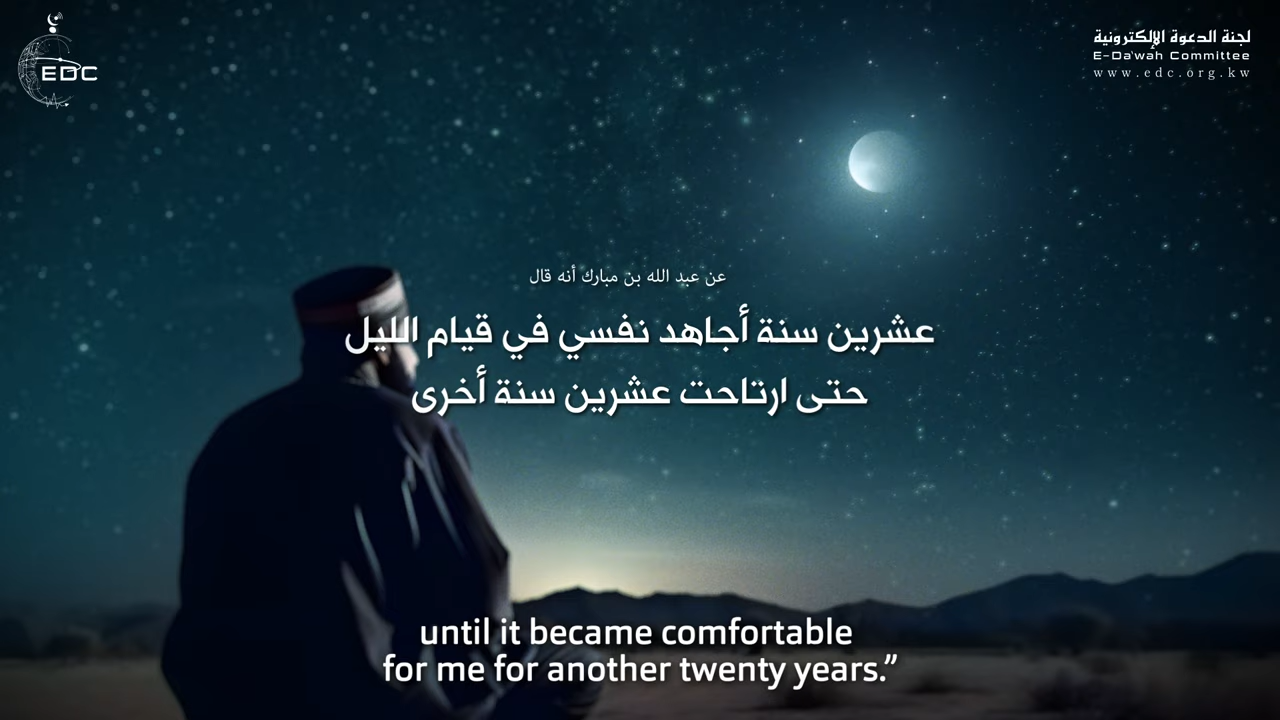 EDC
لجنة الدعوة الإلكترونية
E-Da'wah Committee
www.edc.org.kw
عن عبد الله بن مبارك أنه قال
عشرين سنة أجاهد نفسي في قيام الليل
حتى ارتاحت عشرين سنة أخرى
until it became comfortable
for me for another twenty years.”